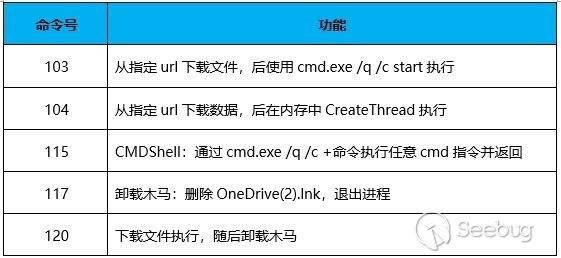 命令号 功能
103 从指定 url 下载文件，后使用 cmd.exe /q /c start 执行
104 从指定 url 下载数据，后在内存中 CreateThread 执行
115 CMDShell：通过 cmd.exe /q /c +命令执行任意 cmd 指令并返回
117 卸载木马：删除 OneDrive(2).lnk，退出进程
120 下载文件执行，随后卸载木马
Seebug